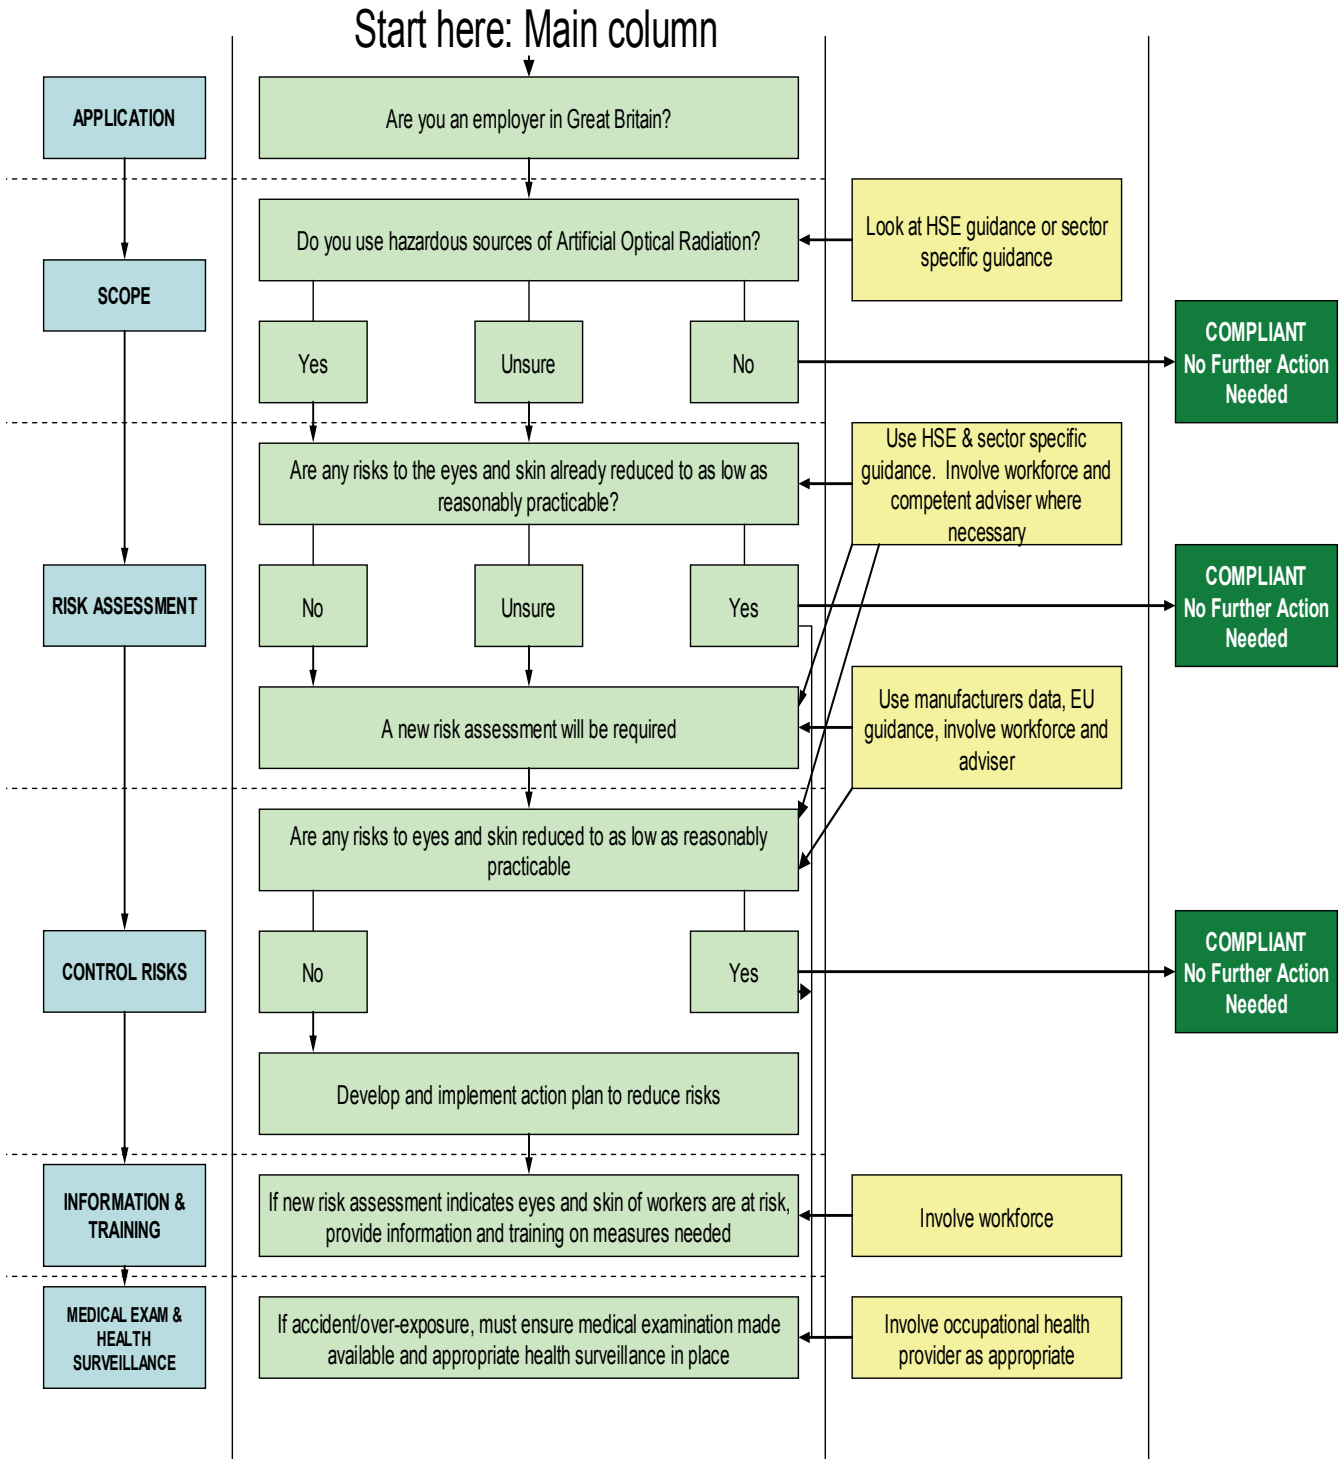 Start here: Main column
APPLICATION
Are you an employer in Great Britain?
Do you use hazardous sources of Artificial Optical Radiation?
Look at HSE guidance or sector
specific guidance
SCOPE
Yes
Unsure
No
COMPLIANT
No Further Action
Needed
Are any risks to the eyes and skin already reduced to as low as
reasonably practicable?
Use HSE & sector specific
guidance. Involve workforce and
competent adviser where
necessary
RISK ASSESSMENT
No
Unsure
Yes
COMPLIANT
No Further Action
Needed
A new risk assessment will be required
Use manufacturers data, EU
guidance, involve workforce and
adviser
Are any risks to eyes and skin reduced to as low as reasonably
practicable
CONTROL RISKS
No
Yes
COMPLIANT
No Further Action
Needed
Develop and implement action plan to reduce risks
INFORMATION &
TRAINING
If new risk assessment indicates eyes and skin of workers are at risk,
provide information and training on measures needed
Involve workforce
MEDICAL EXAM &
HEALTH
SURVEILLANCE
If accident/over-exposure, must ensure medical examination made
available and appropriate health surveillance in place
Involve occupational health
provider as appropriate